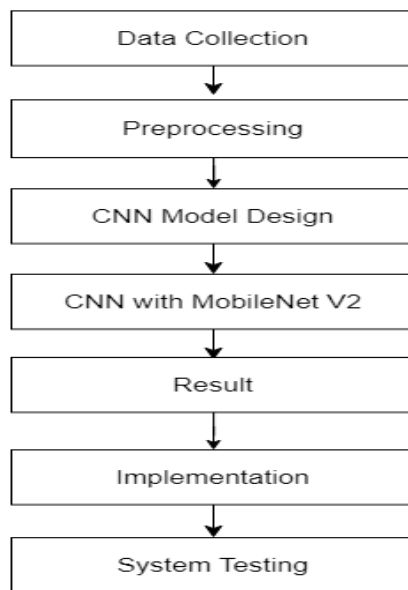 Data Collection
Preprocessing
CNN Model Design
CNN with MobileNet V2
Result
Implementation
System Testing